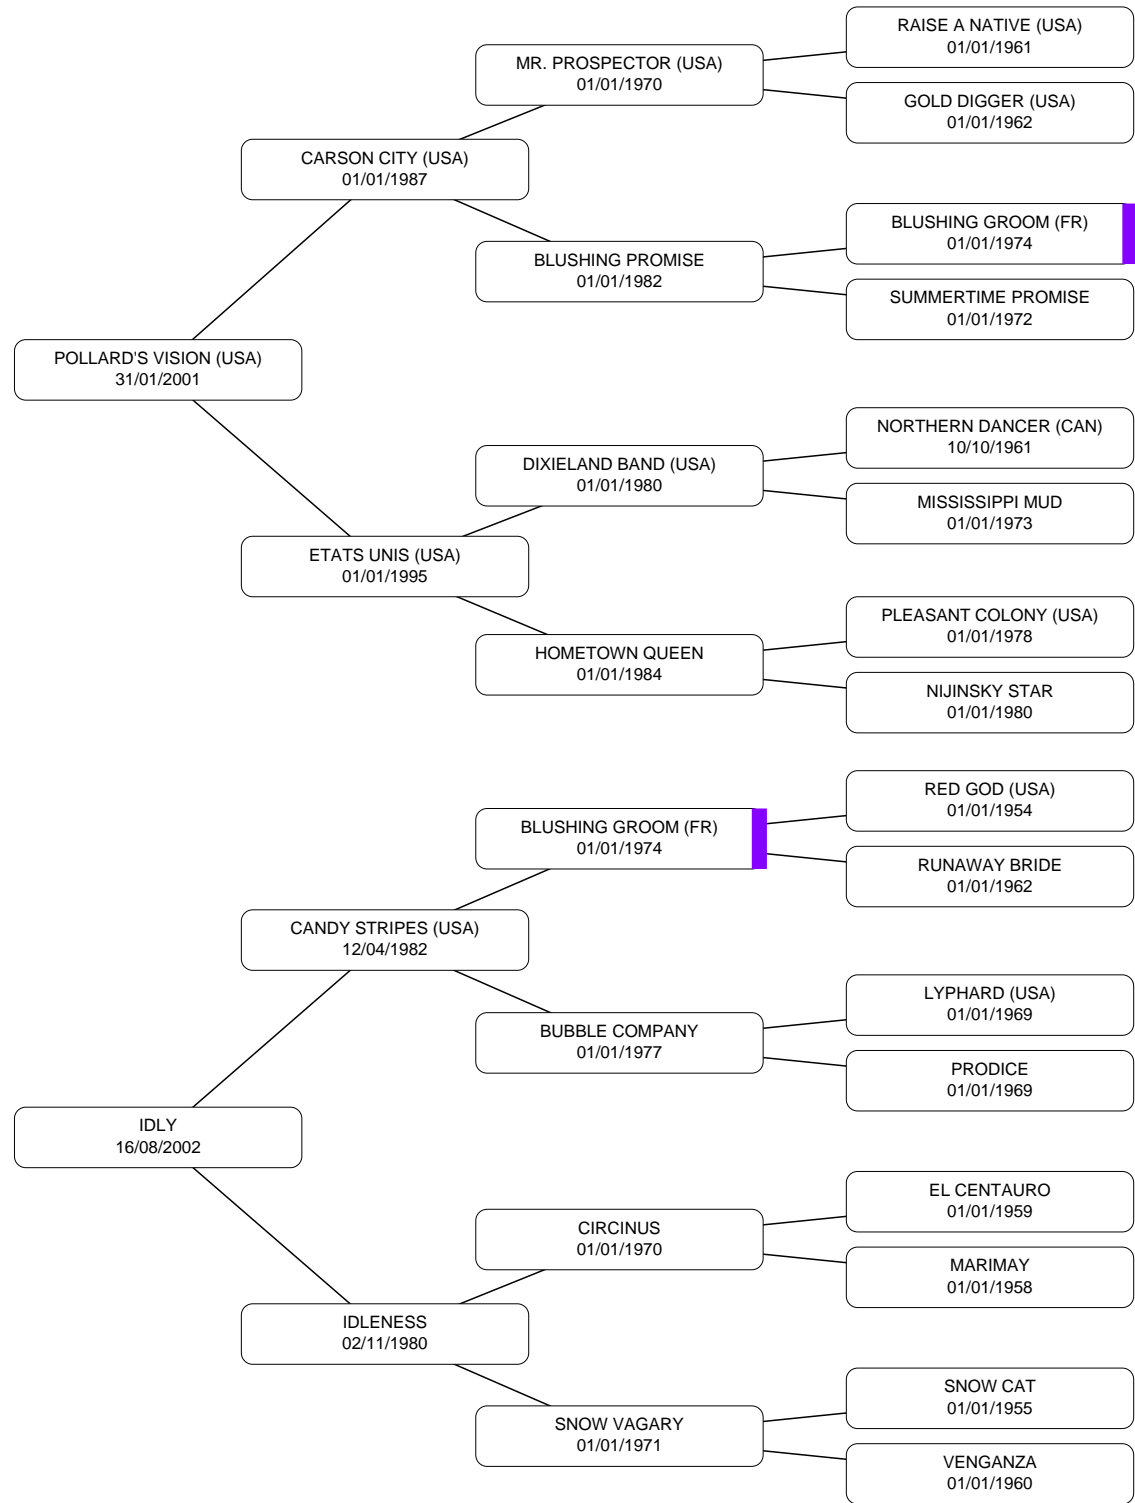 RAISE A NATIVE (USA)
01/01/1961
MR. PROSPECTOR (USA)
01/01/1970
GOLD DIGGER (USA)
01/01/1962
CARSON CITY (USA)
01/01/1987
BLUSHING GROOM (FR)
01/01/1974
BLUSHING PROMISE
01/01/1982
SUMMERTIME PROMISE
01/01/1972
POLLARD'S VISION (USA)
31/01/2001
NORTHERN DANCER (CAN)
10/10/1961
DIXIELAND BAND (USA)
01/01/1980
MISSISSIPPI MUD
01/01/1973
ETATS UNIS (USA)
01/01/1995
PLEASANT COLONY (USA)
01/01/1978
HOMETOWN QUEEN
01/01/1984
NIJINSKY STAR
01/01/1980
RED GOD (USA)
01/01/1954
BLUSHING GROOM (FR)
01/01/1974
RUNAWAY BRIDE
01/01/1962
CANDY STRIPES (USA)
12/04/1982
LYPHARD (USA)
01/01/1969
BUBBLE COMPANY
01/01/1977
PRODICE
01/01/1969
IDLY
16/08/2002
EL CENTAURO
01/01/1959
CIRCINUS
01/01/1970
MARIMAY
01/01/1958
IDLENESS
02/11/1980
SNOW CAT
01/01/1955
SNOW VAGARY
01/01/1971
VENGANZA
01/01/1960